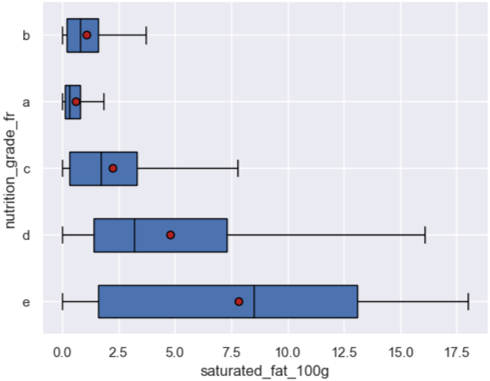 b
a
c
d
e
nutrition_grade_fr
0.0 2.5 5.0 7.5 10.0 12.5 15.0 17.5
saturated_fat_100g